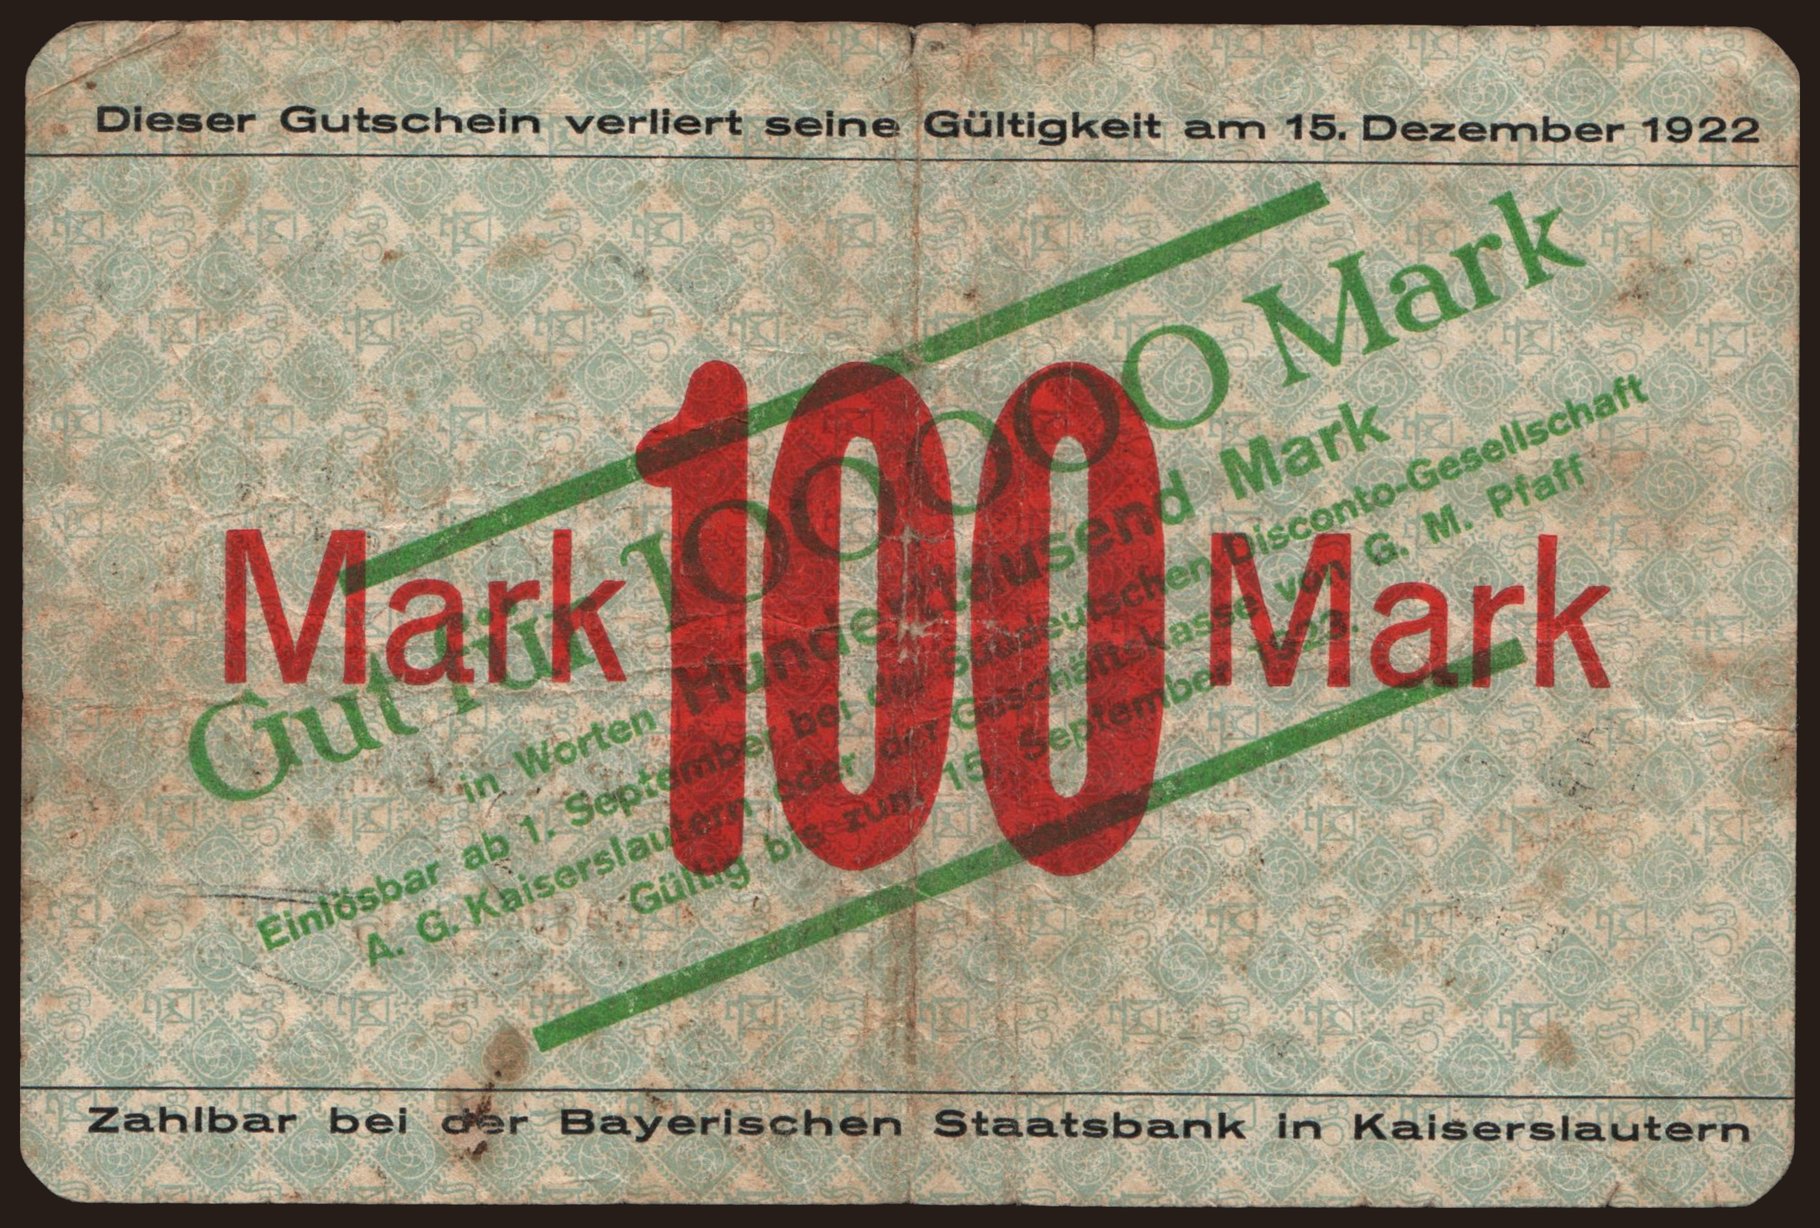 Dieser Gutschein verliert seine Gültigkeit am 15. Dezember 1922
Mark 100 Mark
Gut für 100000 Mark
in Worten Hunderttausend Mark
Einlösbar ab 1. September bei der Süddeutschen Disconto-Gesellschaft
A. G. Kaiserslautern oder der Geschäftskasse von G. M. Pfaff
Gültig bis zum 15. September 1923.
Zahlbar bei der Bayerischen Staatsbank in Kaiserslautern